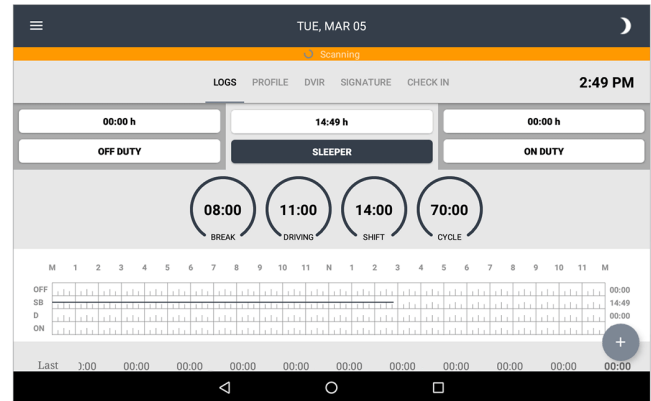 TUE, MAR 05
Scanning
LOGS PROFILE DVIR SIGNATURE CHECK IN 2:49 PM
00:00 h 14:49 h 00:00 h
OFF DUTY SLEEPER ON DUTY
08:00 11:00 14:00 70:00
BREAK DRIVING SHIFT CYCLE
M 1 2 3 4 5 6 7 8 9 10 11 N 1 2 3 4 5 6 7 8 9 10 11 M
OFF 00:00
SB 14:49
D 00:00
ON
+
Last 0:00 00:00 00:00 00:00 00:00 00:00 00:00 00:00 00:00 00:00 00:00